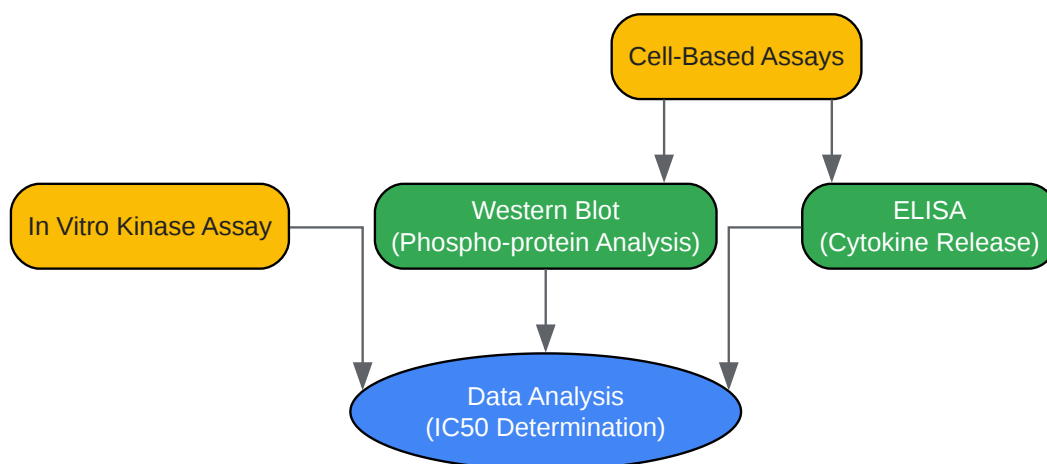 Cell-Based Assays
In Vitro Kinase Assay
Western Blot
(Phospho-protein Analysis)
ELISA
(Cytokine Release)
Data Analysis
(IC50 Determination)